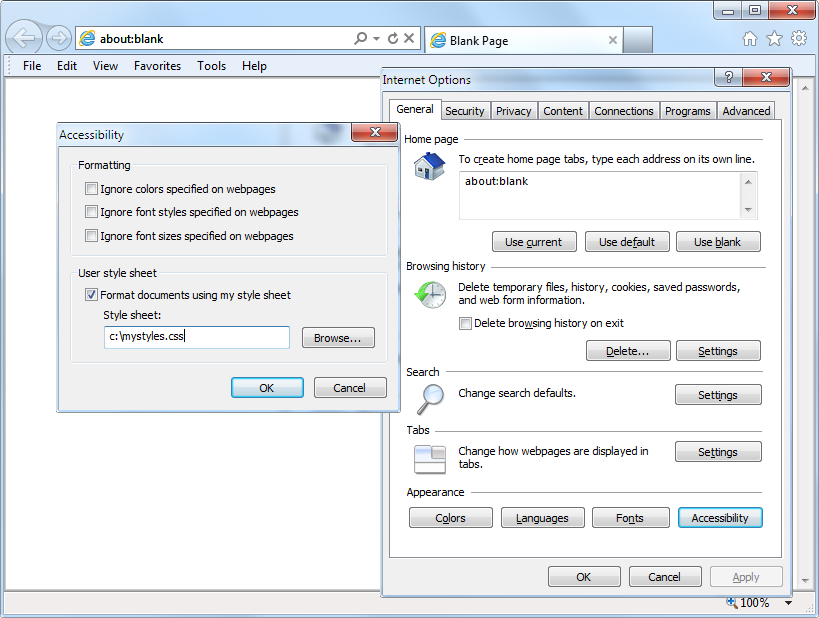 about:blank
Blank Page
File Edit View Favorites Tools Help
Accessibility
Formatting
Ignore colors specified on webpages
Ignore font styles specified on webpages
Ignore font sizes specified on webpages
User style sheet
Format documents using my style sheet
Style sheet:
c:\mystyles.css
Browse...
OK Cancel
Internet Options
?
General Security Privacy Content Connections Programs Advanced
Home page
To create home page tabs, type each address on its own line.
about:blank
Use current Use default Use blank
Browsing history
Delete temporary files, history, cookies, saved passwords,
and web form information.
Delete browsing history on exit
Delete... Settings
Search
Change search defaults.
Settings
Tabs
Change how webpages are displayed in
tabs.
Settings
Appearance
Colors Languages Fonts Accessibility
OK Cancel Apply
100%